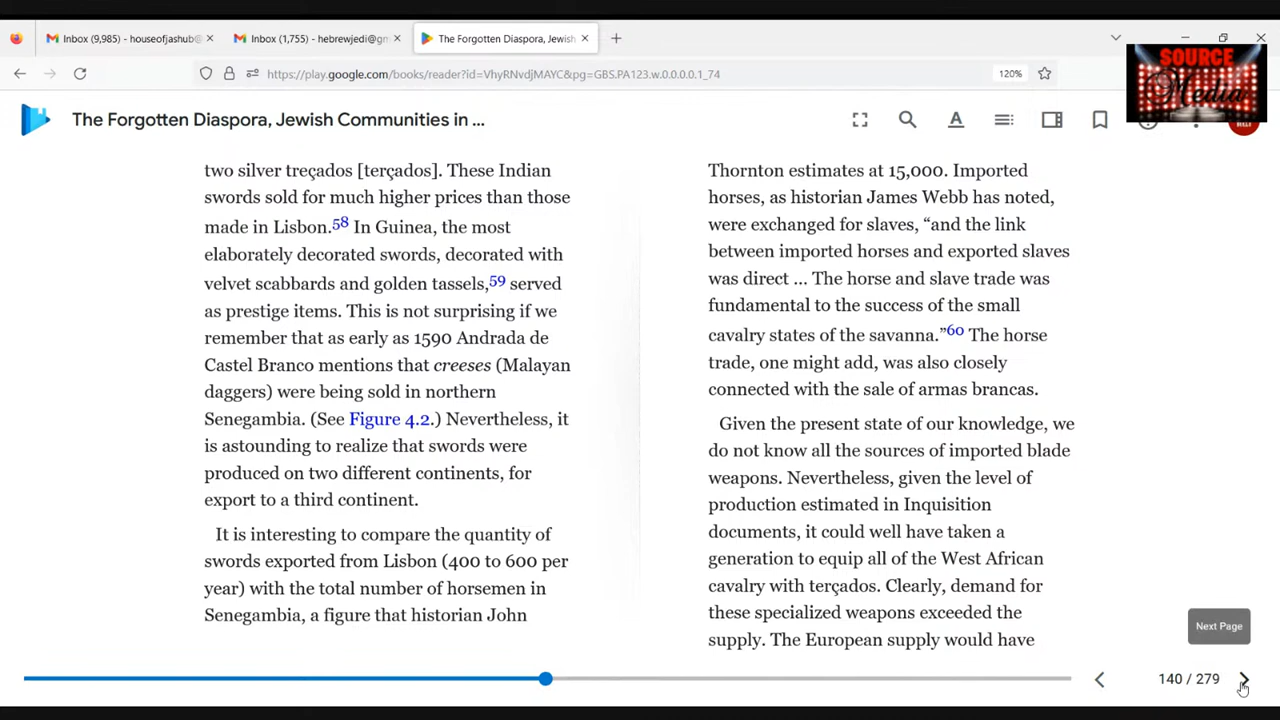 Inbox (9,985) - houseofjashub@
Inbox (1,755) - hebrewjedi@gm
The Forgotten Diaspora, Jewish
https://play.google.com/books/reader?id=VhyRNvdjMAYC&pg=GBS.PA123.w.0.0.0.0.1_74
120%
SOURCE
Media
The Forgotten Diaspora, Jewish Communities in ...
two silver treçados [terçados]. These Indian
swords sold for much higher prices than those
made in Lisbon.58 In Guinea, the most
elaborately decorated swords, decorated with
velvet scabbards and golden tassels,59 served
as prestige items. This is not surprising if we
remember that as early as 1590 Andrada de
Castel Branco mentions that creeses (Malayan
daggers) were being sold in northern
Senegambia. (See Figure 4.2.) Nevertheless, it
is astounding to realize that swords were
produced on two different continents, for
export to a third continent.
It is interesting to compare the quantity of
swords exported from Lisbon (400 to 600 per
year) with the total number of horsemen in
Senegambia, a figure that historian John
Thornton estimates at 15,000. Imported
horses, as historian James Webb has noted,
were exchanged for slaves, “and the link
between imported horses and exported slaves
was direct ... The horse and slave trade was
fundamental to the success of the small
cavalry states of the savanna.”60 The horse
trade, one might add, was also closely
connected with the sale of armas brancas.
Given the present state of our knowledge, we
do not know all the sources of imported blade
weapons. Nevertheless, given the level of
production estimated in Inquisition
documents, it could well have taken a
generation to equip all of the West African
cavalry with terçados. Clearly, demand for
these specialized weapons exceeded the
supply. The European supply would have
Next Page
140 / 279